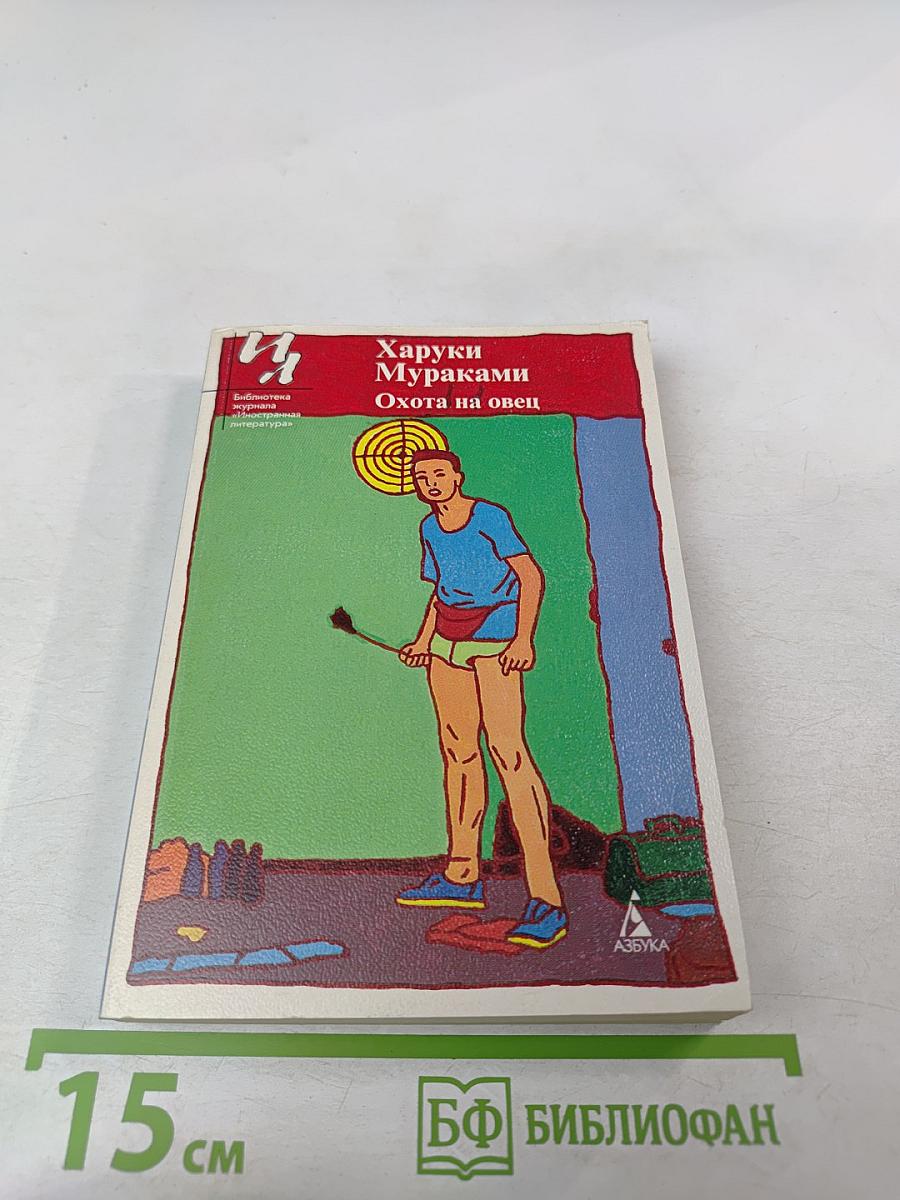 ИЛ
Библиотека
журнала
«Иностранная
литература»
Харуки
Мураками
Охота на овец
АЗБУКА
15 см
БФ БИБЛИОФАН